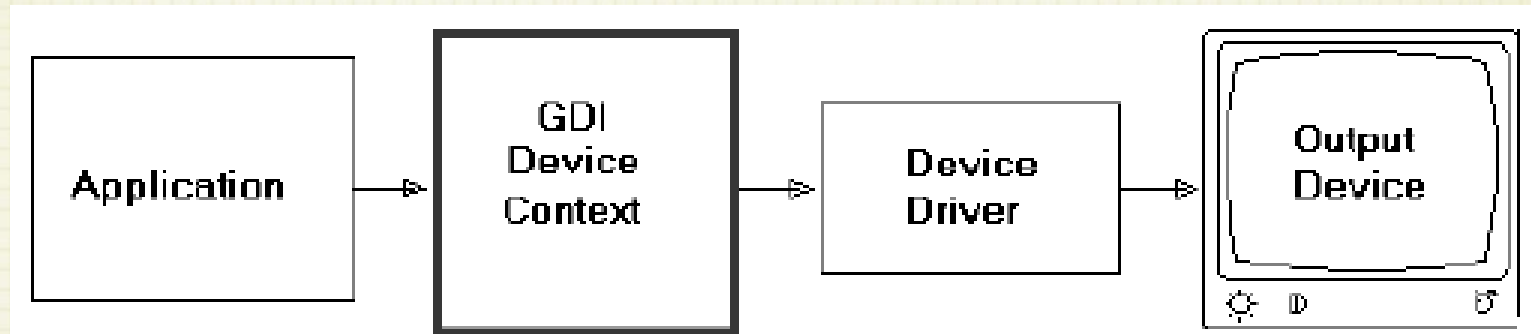 Application
GDI
Device
Context
Device
Driver
Output
Device